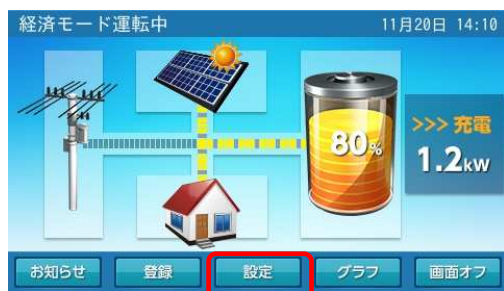 経済モード運転中 11月20日 14:10
80%
>>> 充電
1.2kw
お知らせ 登録 設定 グラフ 画面オフ